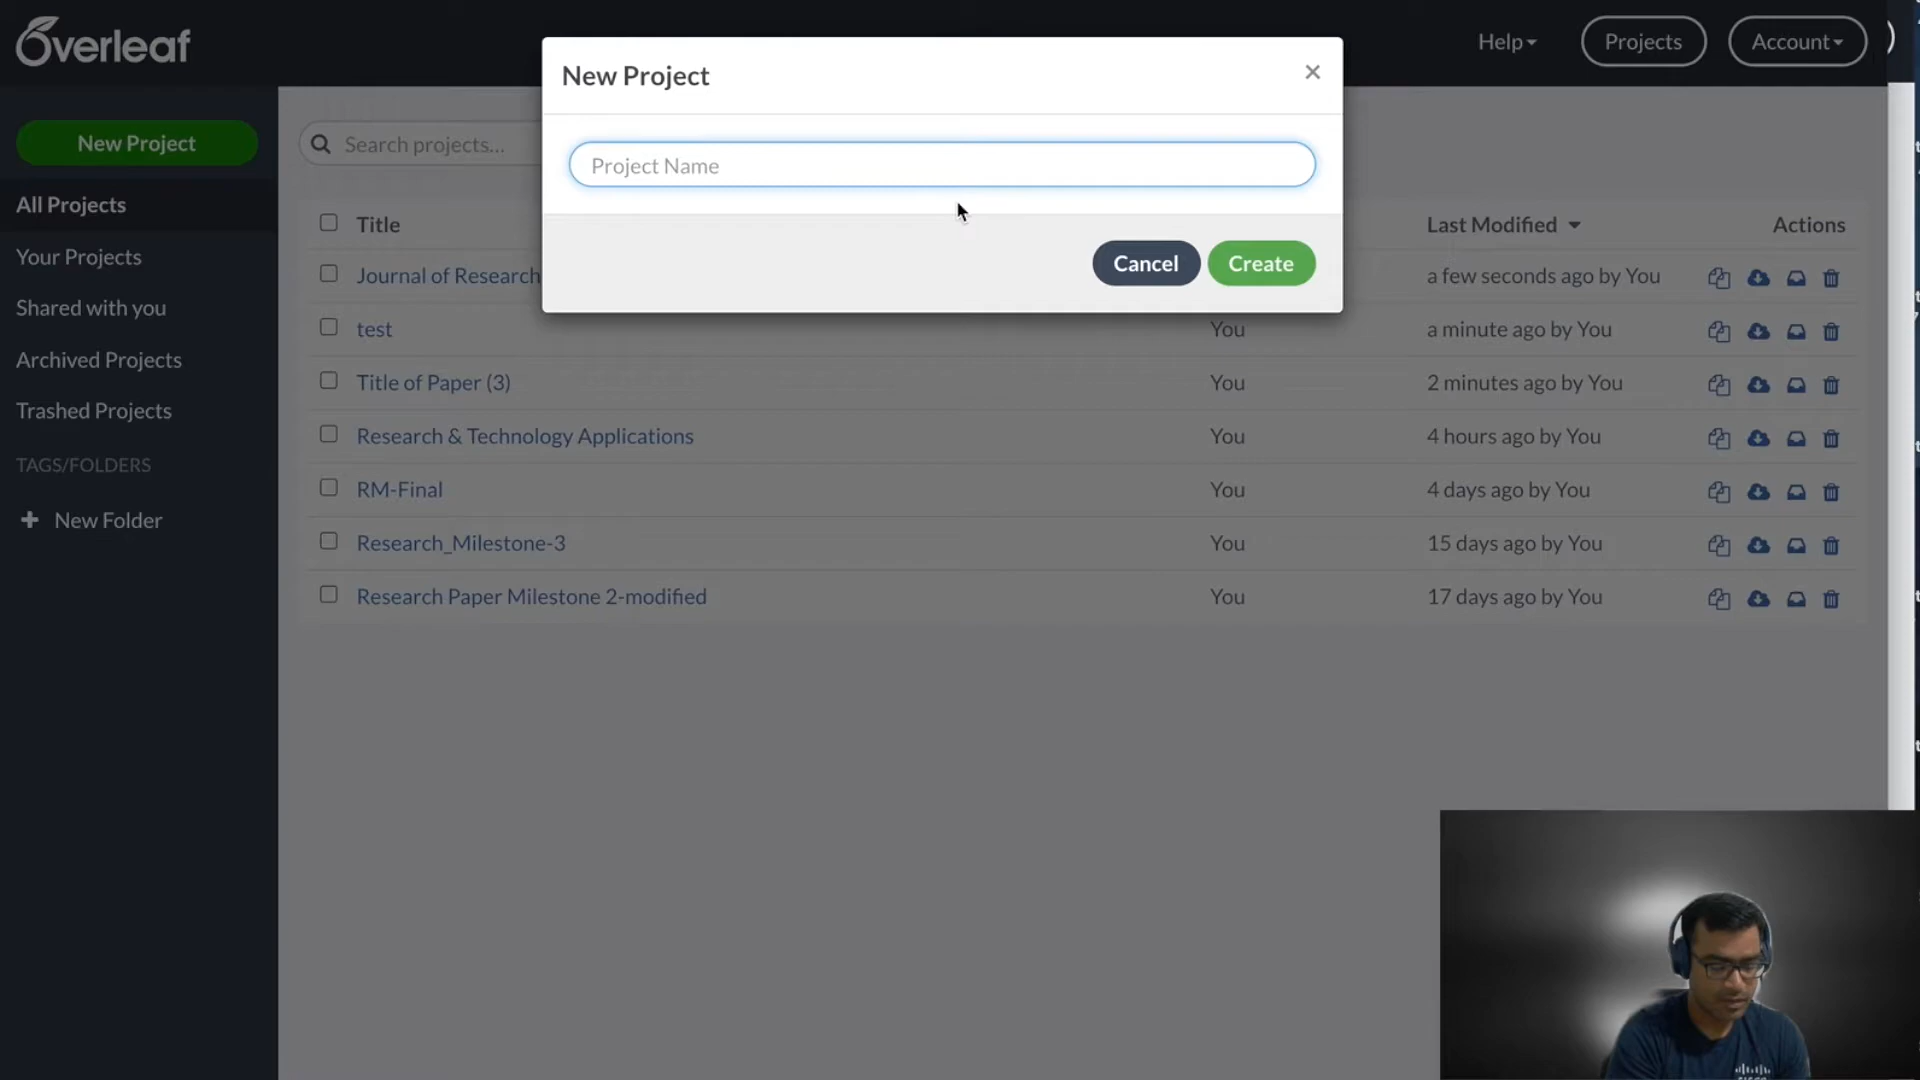 Overleaf
Help
Projects
Account
New Project
×
Project Name
Cancel
Create
New Project
All Projects
Your Projects
Shared with you
Archived Projects
Trashed Projects
TAGS/FOLDERS
New Folder
Search projects...
Title Last Modified Actions
Journal of Research a few seconds ago by You
test You a minute ago by You
Title of Paper (3) You 2 minutes ago by You
Research & Technology Applications You 4 hours ago by You
RM-Final You 4 days ago by You
Research_Milestone-3 You 15 days ago by You
Research Paper Milestone 2-modified You 17 days ago by You